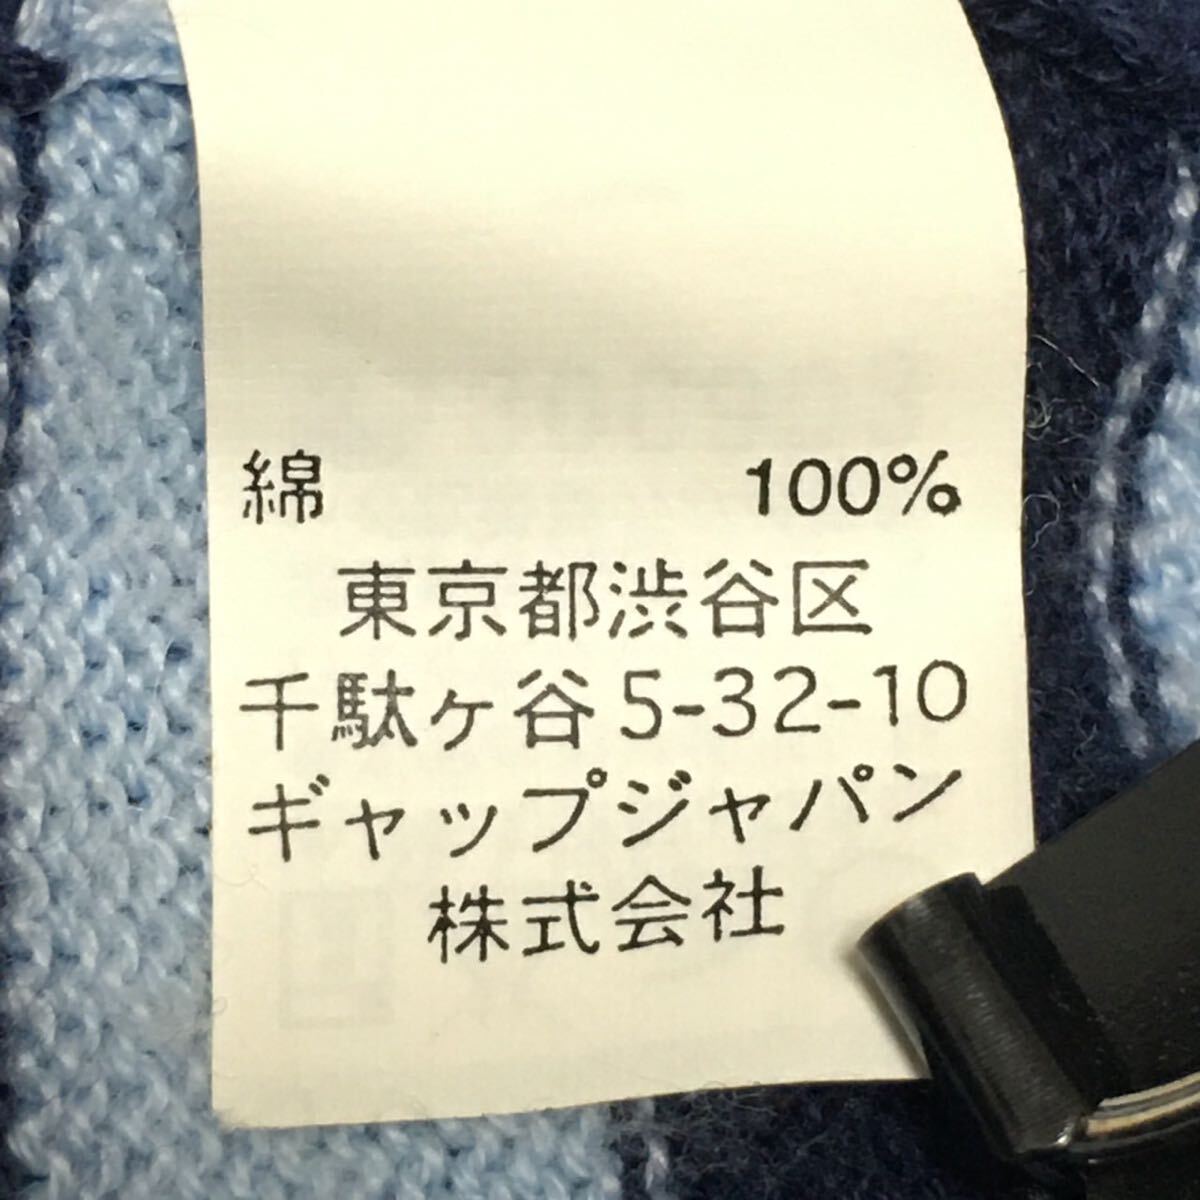 綿 100%
東京都渋谷区
千駄ヶ谷5-32-10
ギャップジャパン
株式会社